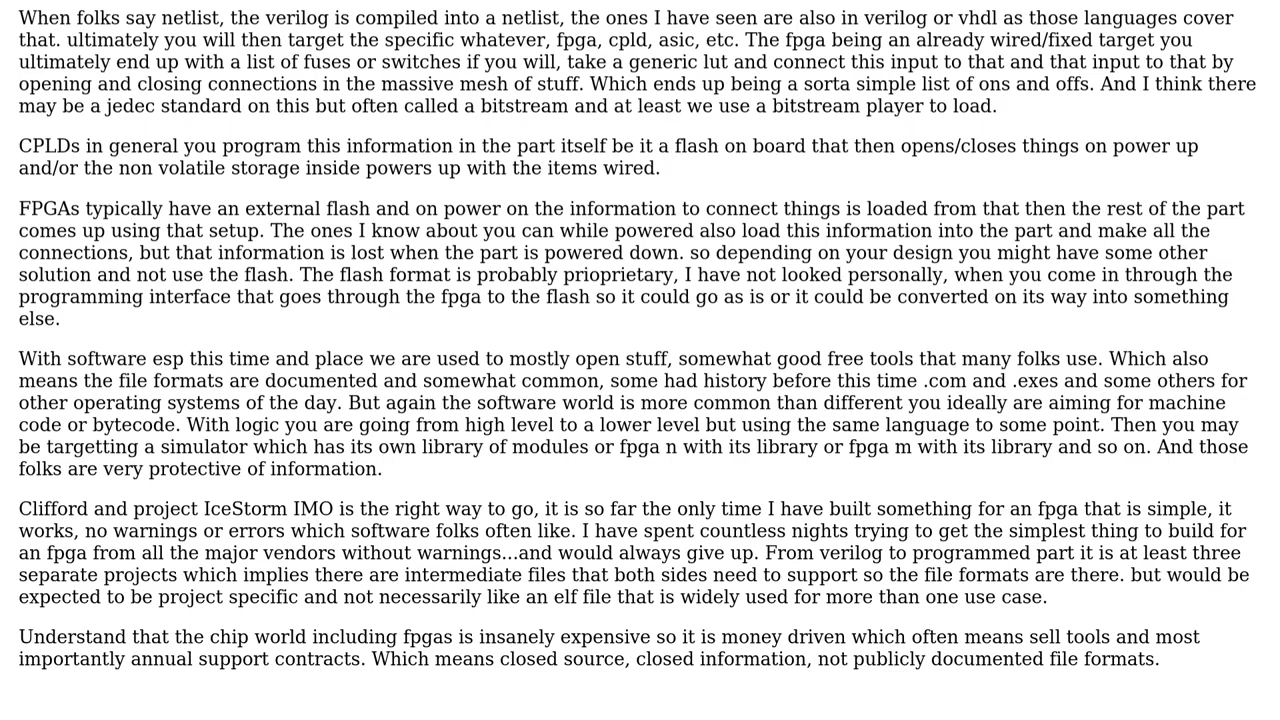 When folks say netlist, the verilog is compiled into a netlist, the ones I have seen are also in verilog or vhdl as those languages cover
that. ultimately you will then target the specific whatever, fpga, cpld, asic, etc. The fpga being an already wired/fixed target you
ultimately end up with a list of fuses or switches if you will, take a generic lut and connect this input to that and that input to that by
opening and closing connections in the massive mesh of stuff. Which ends up being a sorta simple list of ons and offs. And I think there
may be a jedec standard on this but often called a bitstream and at least we use a bitstream player to load.
CPLDs in general you program this information in the part itself be it a flash on board that then opens/closes things on power up
and/or the non volatile storage inside powers up with the items wired.
FPGAs typically have an external flash and on power on the information to connect things is loaded from that then the rest of the part
comes up using that setup. The ones I know about you can while powered also load this information into the part and make all the
connections, but that information is lost when the part is powered down. so depending on your design you might have some other
solution and not use the flash. The flash format is probably prioprietary, I have not looked personally, when you come in through the
programming interface that goes through the fpga to the flash so it could go as is or it could be converted on its way into something
else.
With software esp this time and place we are used to mostly open stuff, somewhat good free tools that many folks use. Which also
means the file formats are documented and somewhat common, some had history before this time .com and .exes and some others for
other operating systems of the day. But again the software world is more common than different you ideally are aiming for machine
code or bytecode. With logic you are going from high level to a lower level but using the same language to some point. Then you may
be targetting a simulator which has its own library of modules or fpga n with its library or fpga m with its library and so on. And those
folks are very protective of information.
Clifford and project IceStorm IMO is the right way to go, it is so far the only time I have built something for an fpga that is simple, it
works, no warnings or errors which software folks often like. I have spent countless nights trying to get the simplest thing to build for
an fpga from all the major vendors without warnings...and would always give up. From verilog to programmed part it is at least three
separate projects which implies there are intermediate files that both sides need to support so the file formats are there. but would be
expected to be project specific and not necessarily like an elf file that is widely used for more than one use case.
Understand that the chip world including fpgas is insanely expensive so it is money driven which often means sell tools and most
importantly annual support contracts. Which means closed source, closed information, not publicly documented file formats.